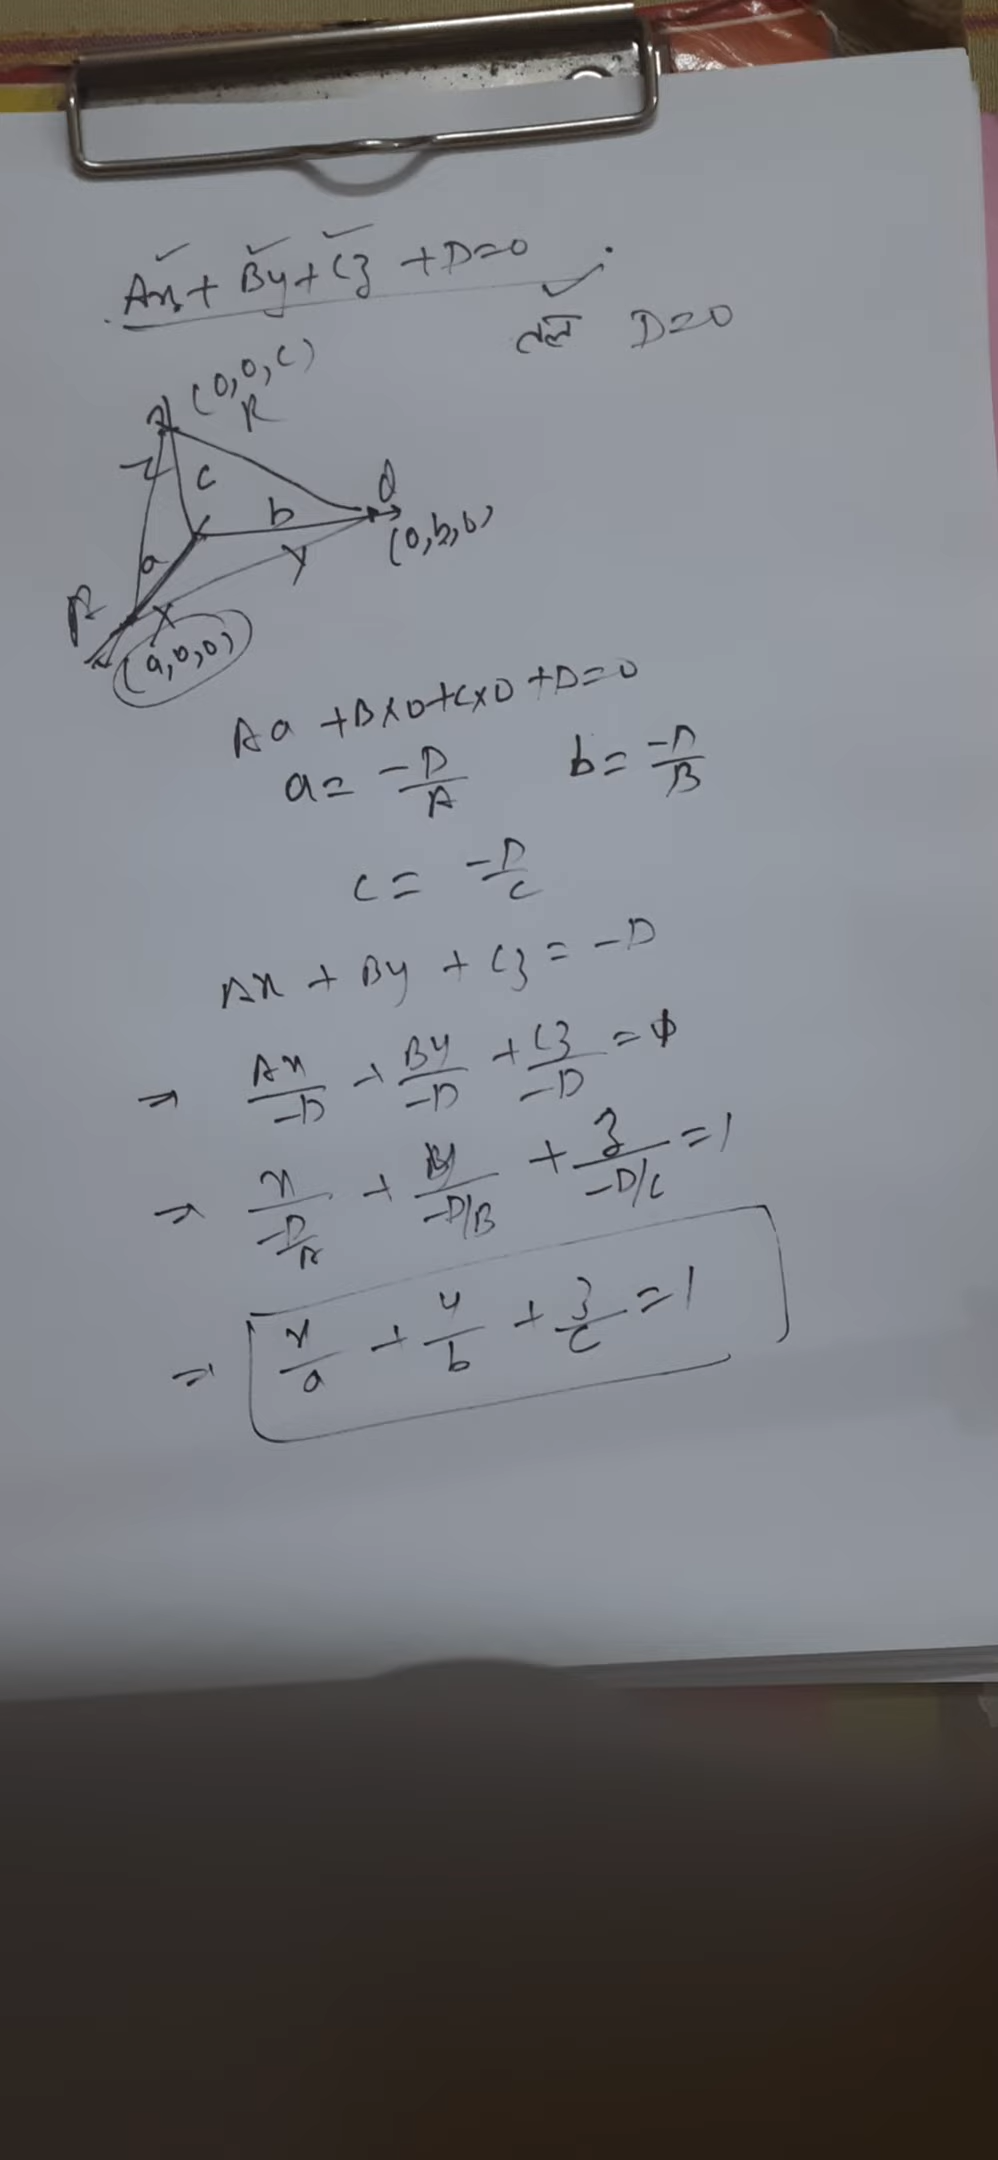 Ax + By + Cz + D = 0
तल D = 0
(0, 0, c)
R
Z
c
b
Q
(0, b, 0)
a
Y
P
X
(a, 0, 0)
Aa + B × 0 + C × 0 + D = 0
a = -D/A b = -D/B
c = -D/C
Ax + By + Cz = -D
⇒ Ax/-D + By/-D + Cz/-D = 1
⇒ x/(-D/A) + y/(-D/B) + z/(-D/C) = 1
⇒ x/a + y/b + z/c = 1